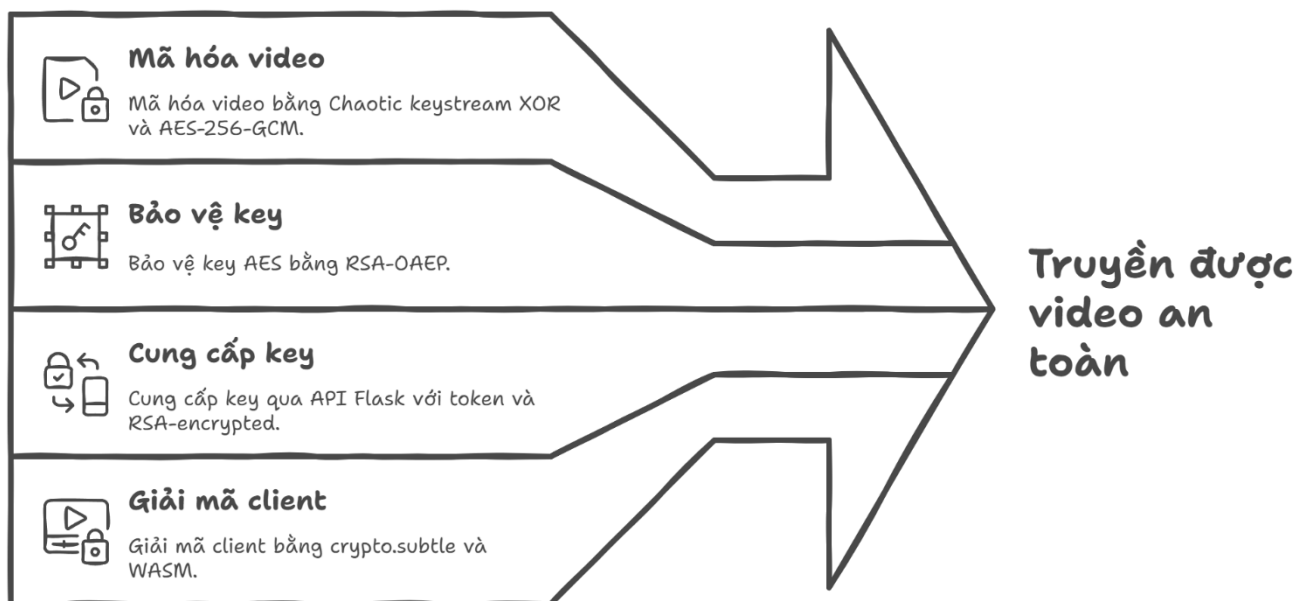 Mã hóa video
Mã hóa video bằng Chaotic keystream XOR
và AES-256-GCM.
Bảo vệ key
Bảo vệ key AES bằng RSA-OAEP.
Cung cấp key
Cung cấp key qua API Flask với token và
RSA-encrypted.
Giải mã client
Giải mã client bằng crypto.subtle và
WASM.
Truyền được
video an
toàn